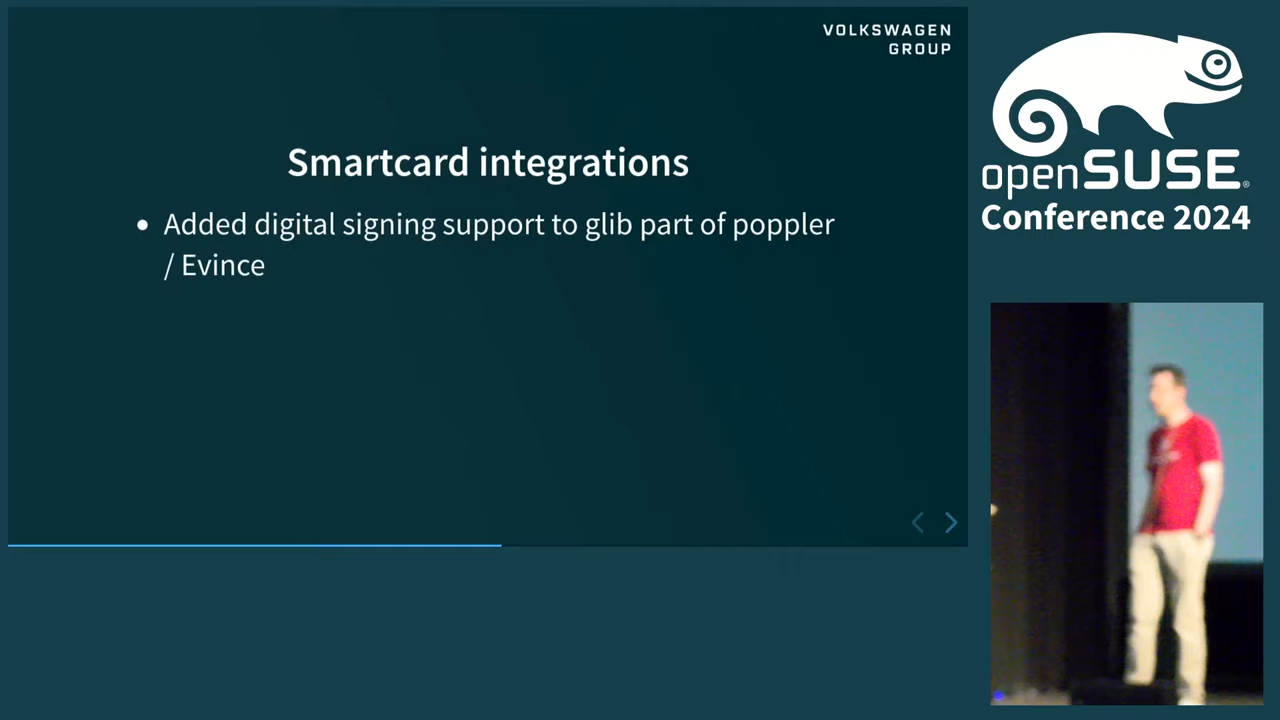 VOLKSWAGEN
GROUP
Smartcard integrations
• Added digital signing support to glib part of poppler
/ Evince
openSUSE®
Conference 2024